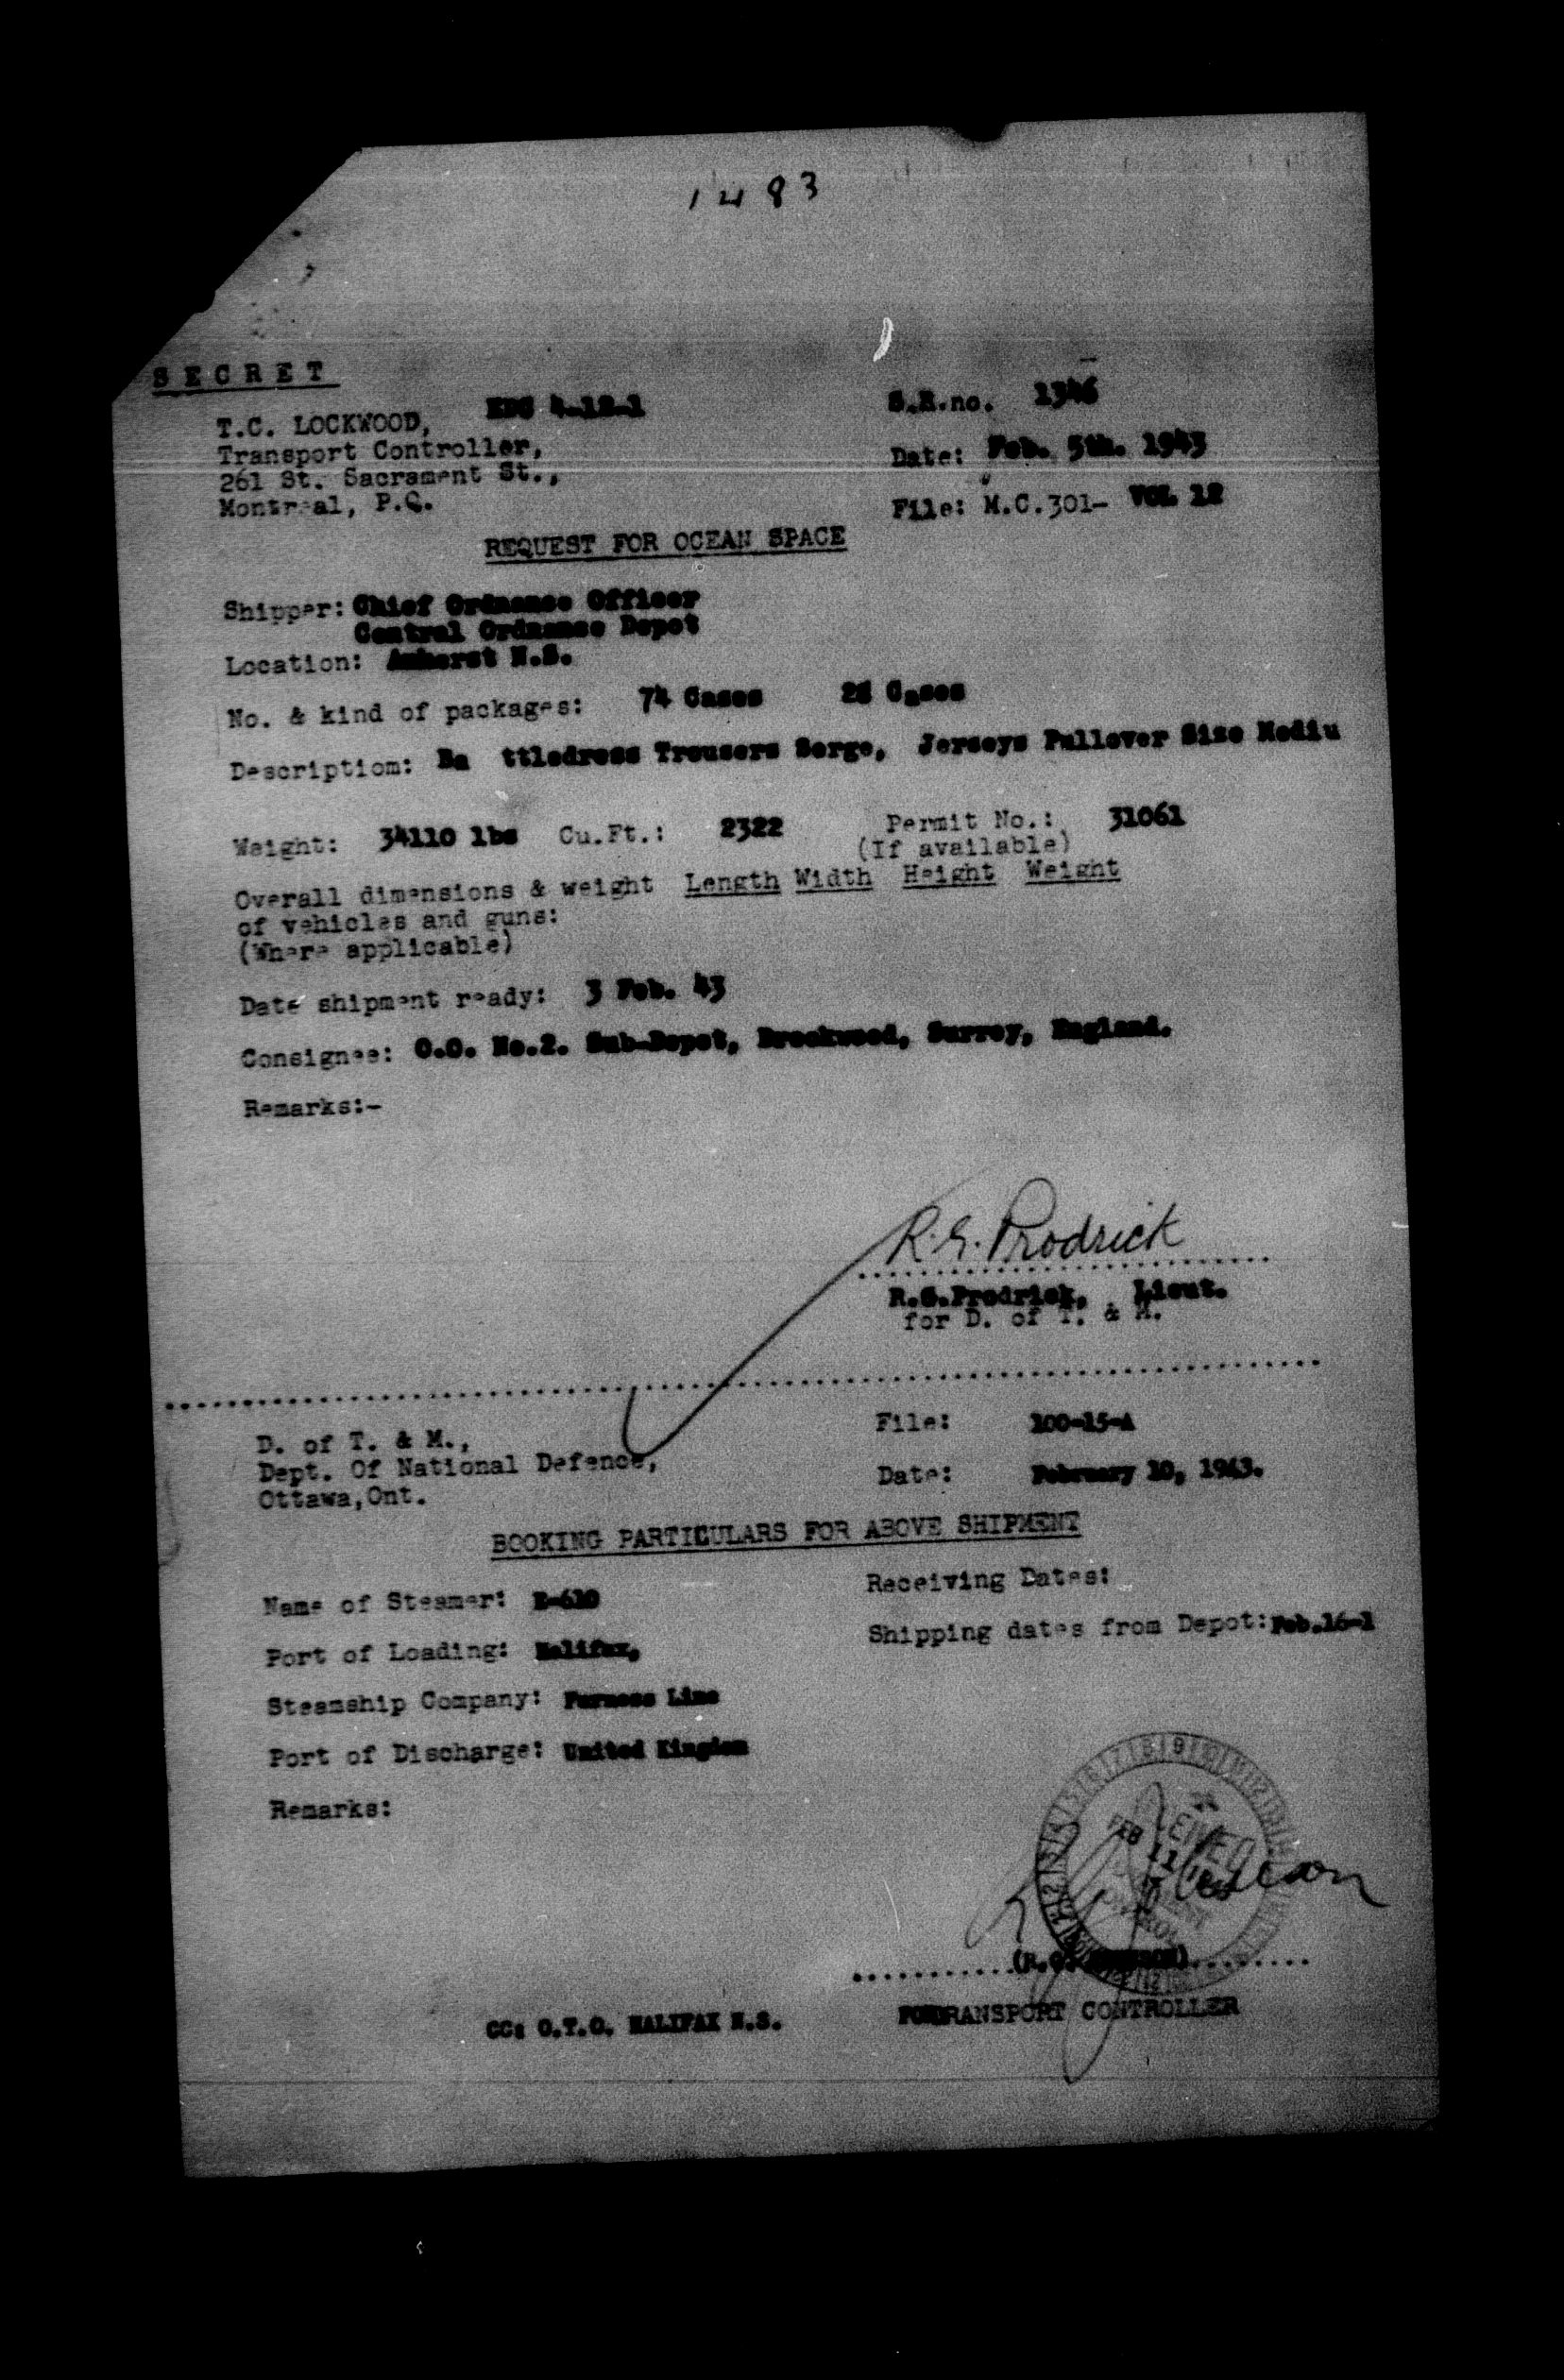 1483
SECRET
4-12-1
S.R.no. 1346
T.C. LOCKWOOD,
Transport Controller,
Date: Feb. 5th. 1943
261 St. Sacrament St.,
Montreal, P.Q.
File: M.C.301- VOL 12
REQUEST FOR OCEAN SPACE
Shipper: Chief Ordnance Officer
Central Ordnance Depot
Location: Amherst N.S.
No. & kind of packages: 74 Cases Cases
Description: Ba ttledress Trousers Serge, Jerseys Pullover Size Mediu
Weight: 34110 lbs Cu.Ft.: 2322 Permit No.: 31061
(If available)
Overall dimensions & weight Length Width Height Weight
of vehicles and guns:
(Where applicable)
Date shipment ready: 3 Feb. 43
Consignee: O.O. No.2. Sub-Depot, Brookwood, Surrey, England.
Remarks:-
R.G. Prodrick
R.G.Prodrick, Lieut.
for D. of T. & M.
D. of T. & M.,
File: 100-15-A
Dept. Of National Defence,
Date: February 10, 1943.
Ottawa,Ont.
BOOKING PARTICULARS FOR ABOVE SHIPMENT
Receiving Dates:
Name of Steamer: E-610
Shipping dates from Depot:Feb.16-1
Port of Loading: Halifax,
Steamship Company: Furness Line
Port of Discharge: United Kingdom
Remarks:
FEB 11
TRANSPORT CONTROLLER
CC: O.T.O. HALIFAX N.S.